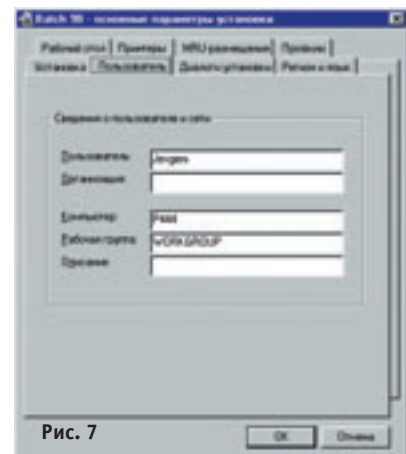 Batch 98 - основные параметры установки
Рабочий стол Принтеры MRU-размещение Профили
Установка Пользователь Диалоги установки Регион и язык
Сведения о пользователе и сети
Пользователь:
Организация:
Компьютер:
Рабочая группа: WORKGROUP
Описание:
OK Отмена
Рис. 7